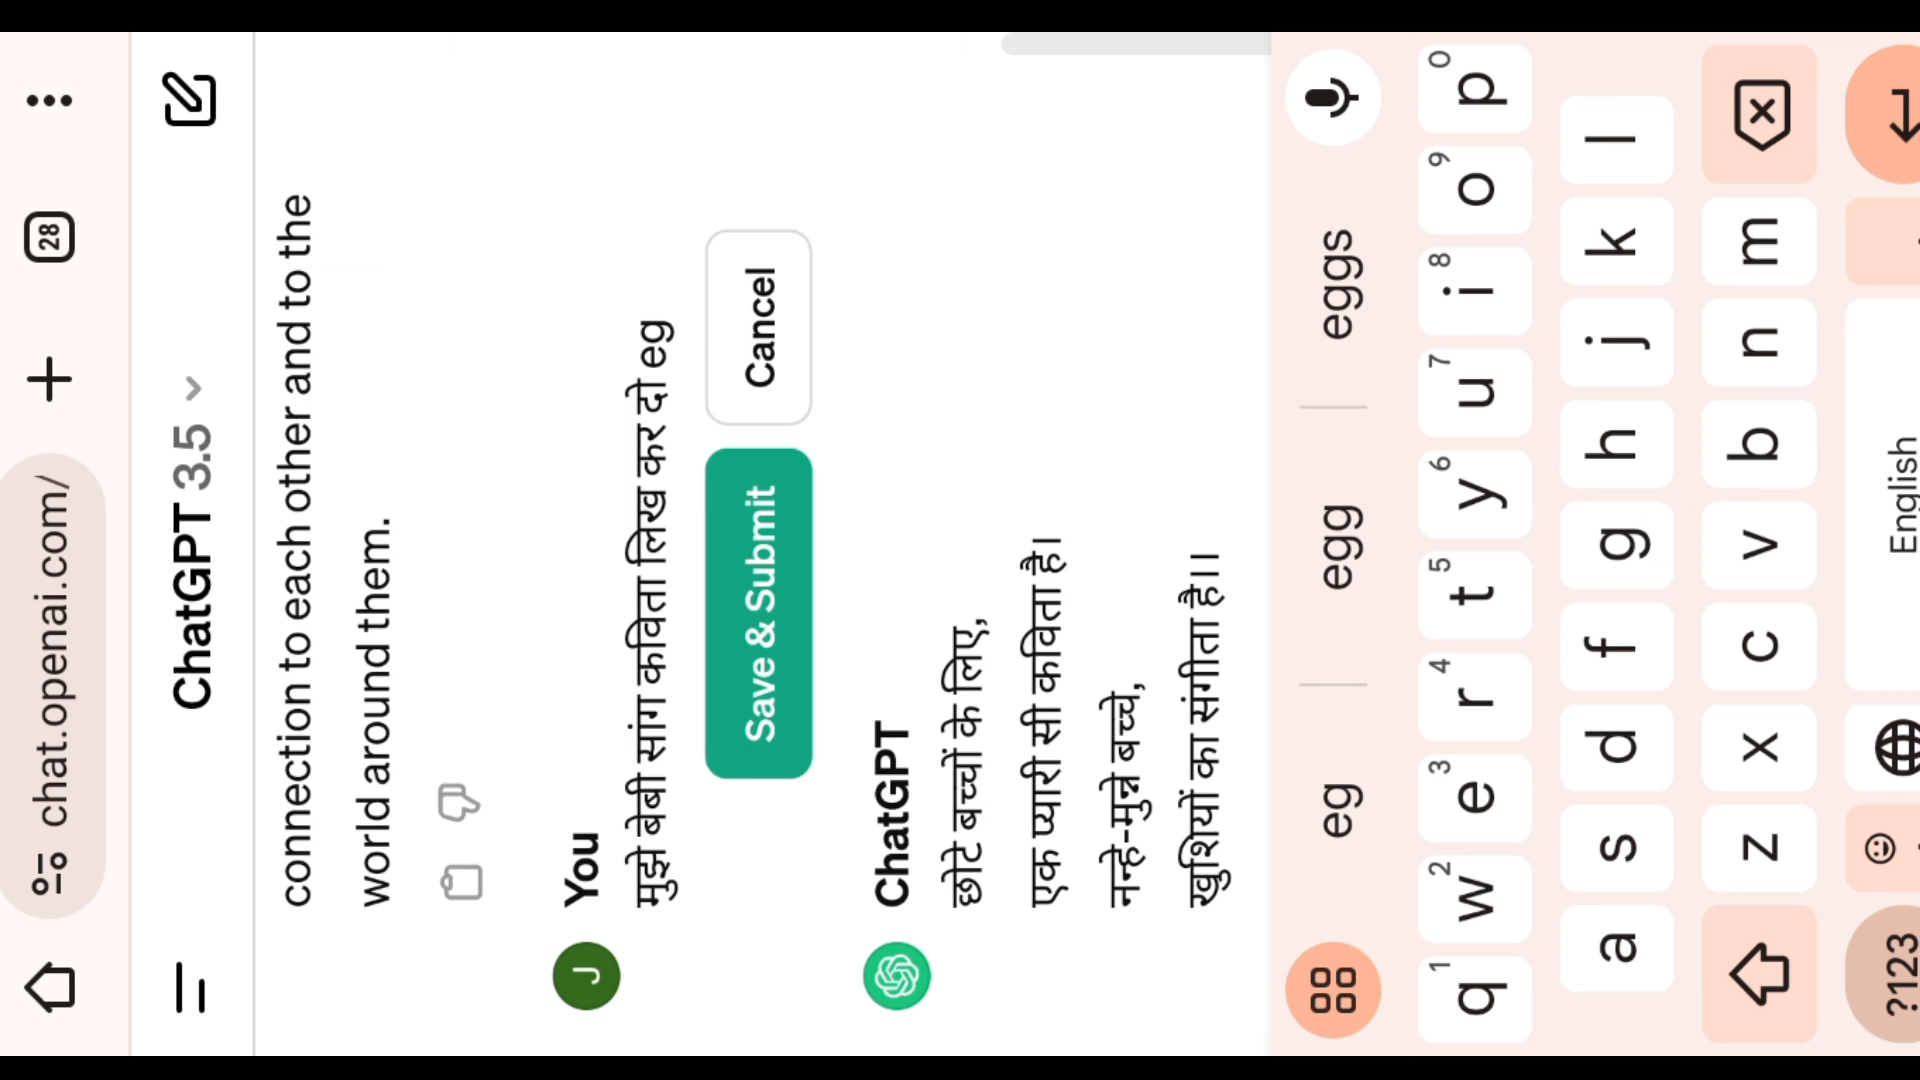 chat.openai.com/
28
ChatGPT 3.5
connection to each other and to the
world around them.
J
You
मुझे बेबी सांग कविता लिख कर दो eg
Save & Submit
Cancel
ChatGPT
छोटे बच्चों के लिए,
एक प्यारी सी कविता है।
नन्हे-मुन्ने बच्चे,
खुशियों का संगीता है।।
eg
egg
eggs
q 1 w 2 e 3 r 4 t 5 y 6 u 7 i 8 o 9 p 0
a s d f g h j k l
z x c v b n m
?123
English